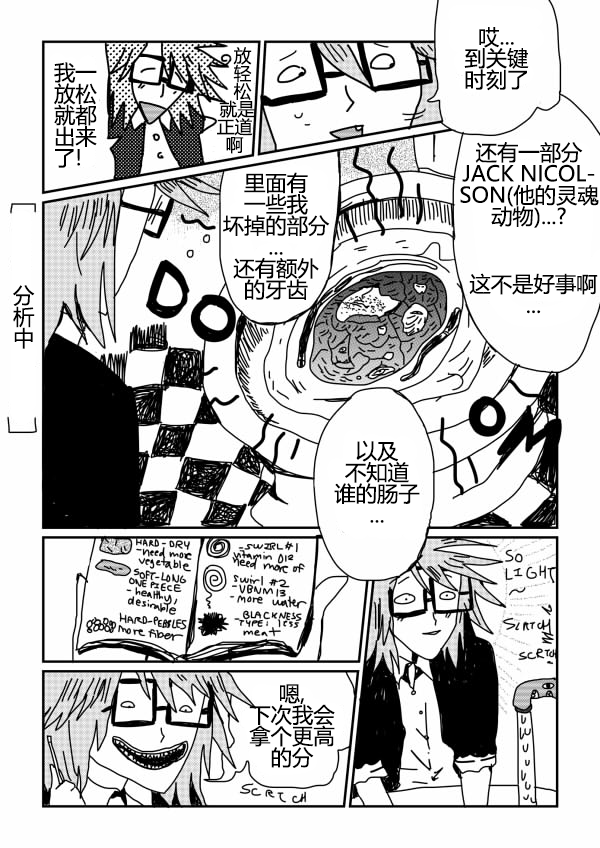 哎…
到关键
时刻了
放轻松是道
就正啊
一松都来
我放就出了!
还有一部分
JACK NICOL-
SON(他的灵魂
动物)…?
这不是好事啊
…
里面有
一些我
坏掉的部分
…
还有额外
的牙齿
分析中
DOOM
以及
不知道
谁的肠子
…
HARD-DRY
-need more
vegetable
SOFT-LONG
ONE PIECE
-healthy/
desirable
HARD-PEBBLES
more fiber
-SWIRL #1
vitamin D12
need more of
swirl #2
VBNM13
- more water
- BLACKNESS
TYPE: less
meat
SO
LIGHT
~
SCRTCH
SCRTCH
嗯,
下次我会
拿个更高
的分
SCRTCH